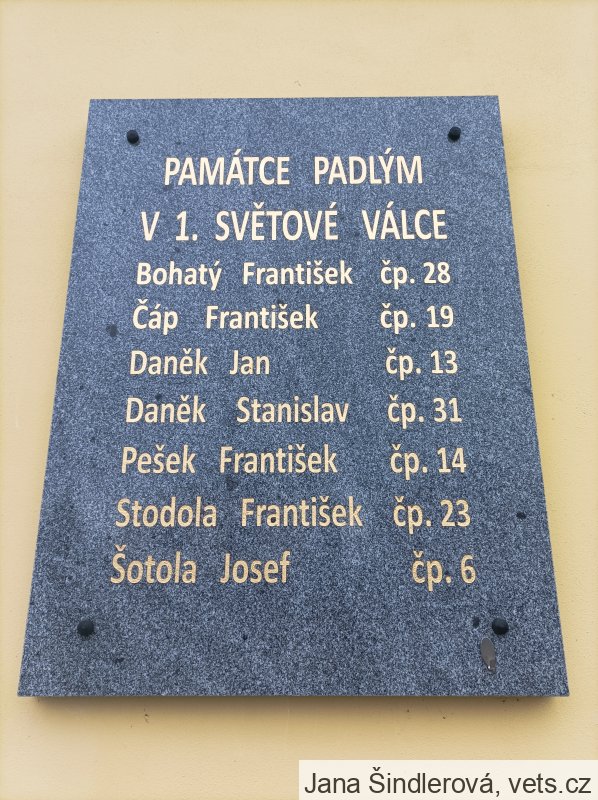 PAMÁTCE PADLÝM
V 1. SVĚTOVÉ VÁLCE
Bohatý František čp. 28
Čáp František čp. 19
Daněk Jan čp. 13
Daněk Stanislav čp. 31
Pešek František čp. 14
Stodola František čp. 23
Šotola Josef čp. 6
Jana Šindlerová, vets.cz